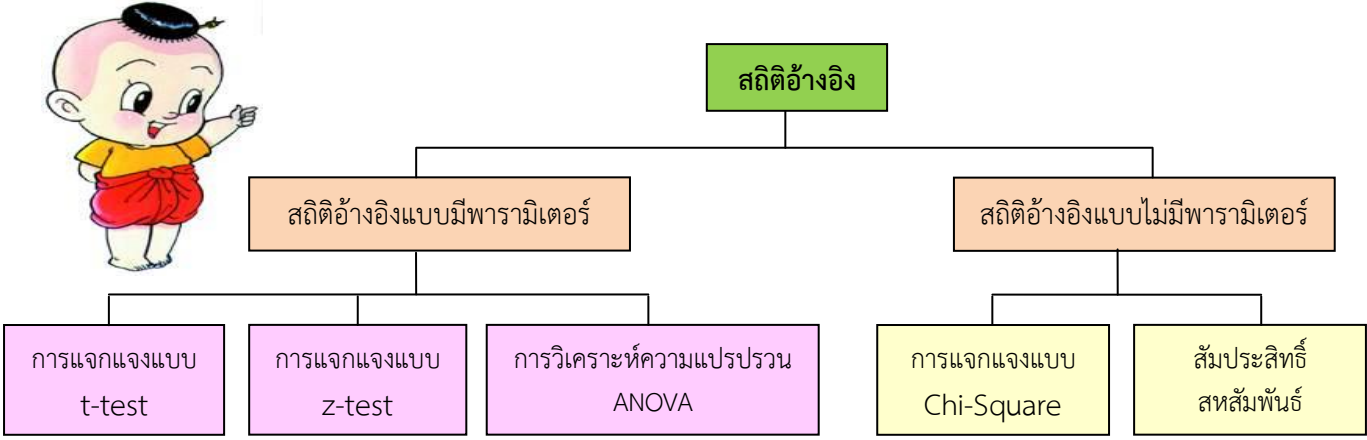 สถิติอ้างอิง
สถิติอ้างอิงแบบมีพารามิเตอร์
สถิติอ้างอิงแบบไม่มีพารามิเตอร์
การแจกแจงแบบ
t-test
การแจกแจงแบบ
z-test
การวิเคราะห์ความแปรปรวน
ANOVA
การแจกแจงแบบ
Chi-Square
สัมประสิทธิ์
สหสัมพันธ์